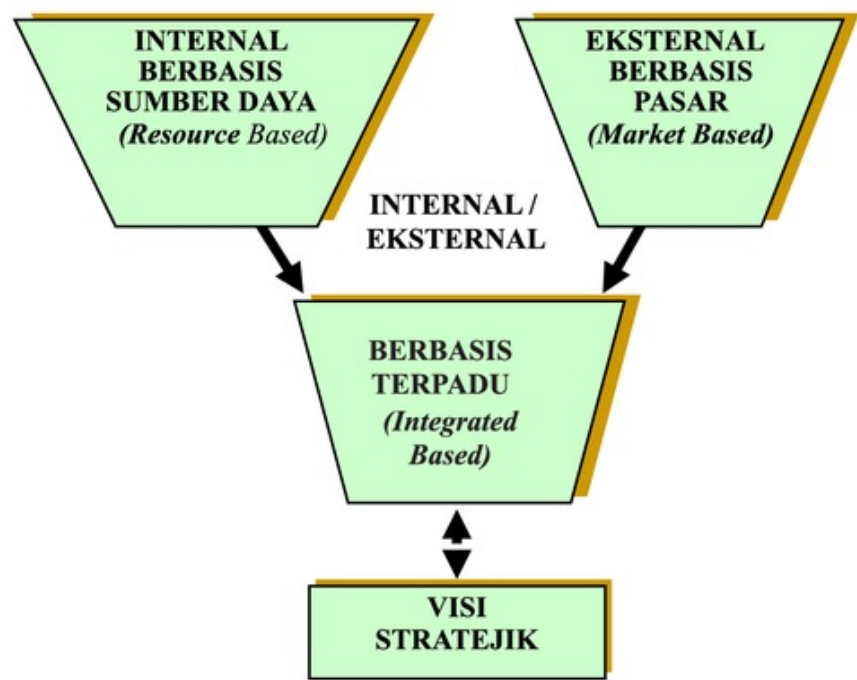 INTERNAL
BERBASIS
SUMBER DAYA
(Resource Based)
EKSTERNAL
BERBASIS
PASAR
(Market Based)
INTERNAL /
EKSTERNAL
BERBASIS
TERPADU
(Integrated
Based)
VISI
STRATEJIK